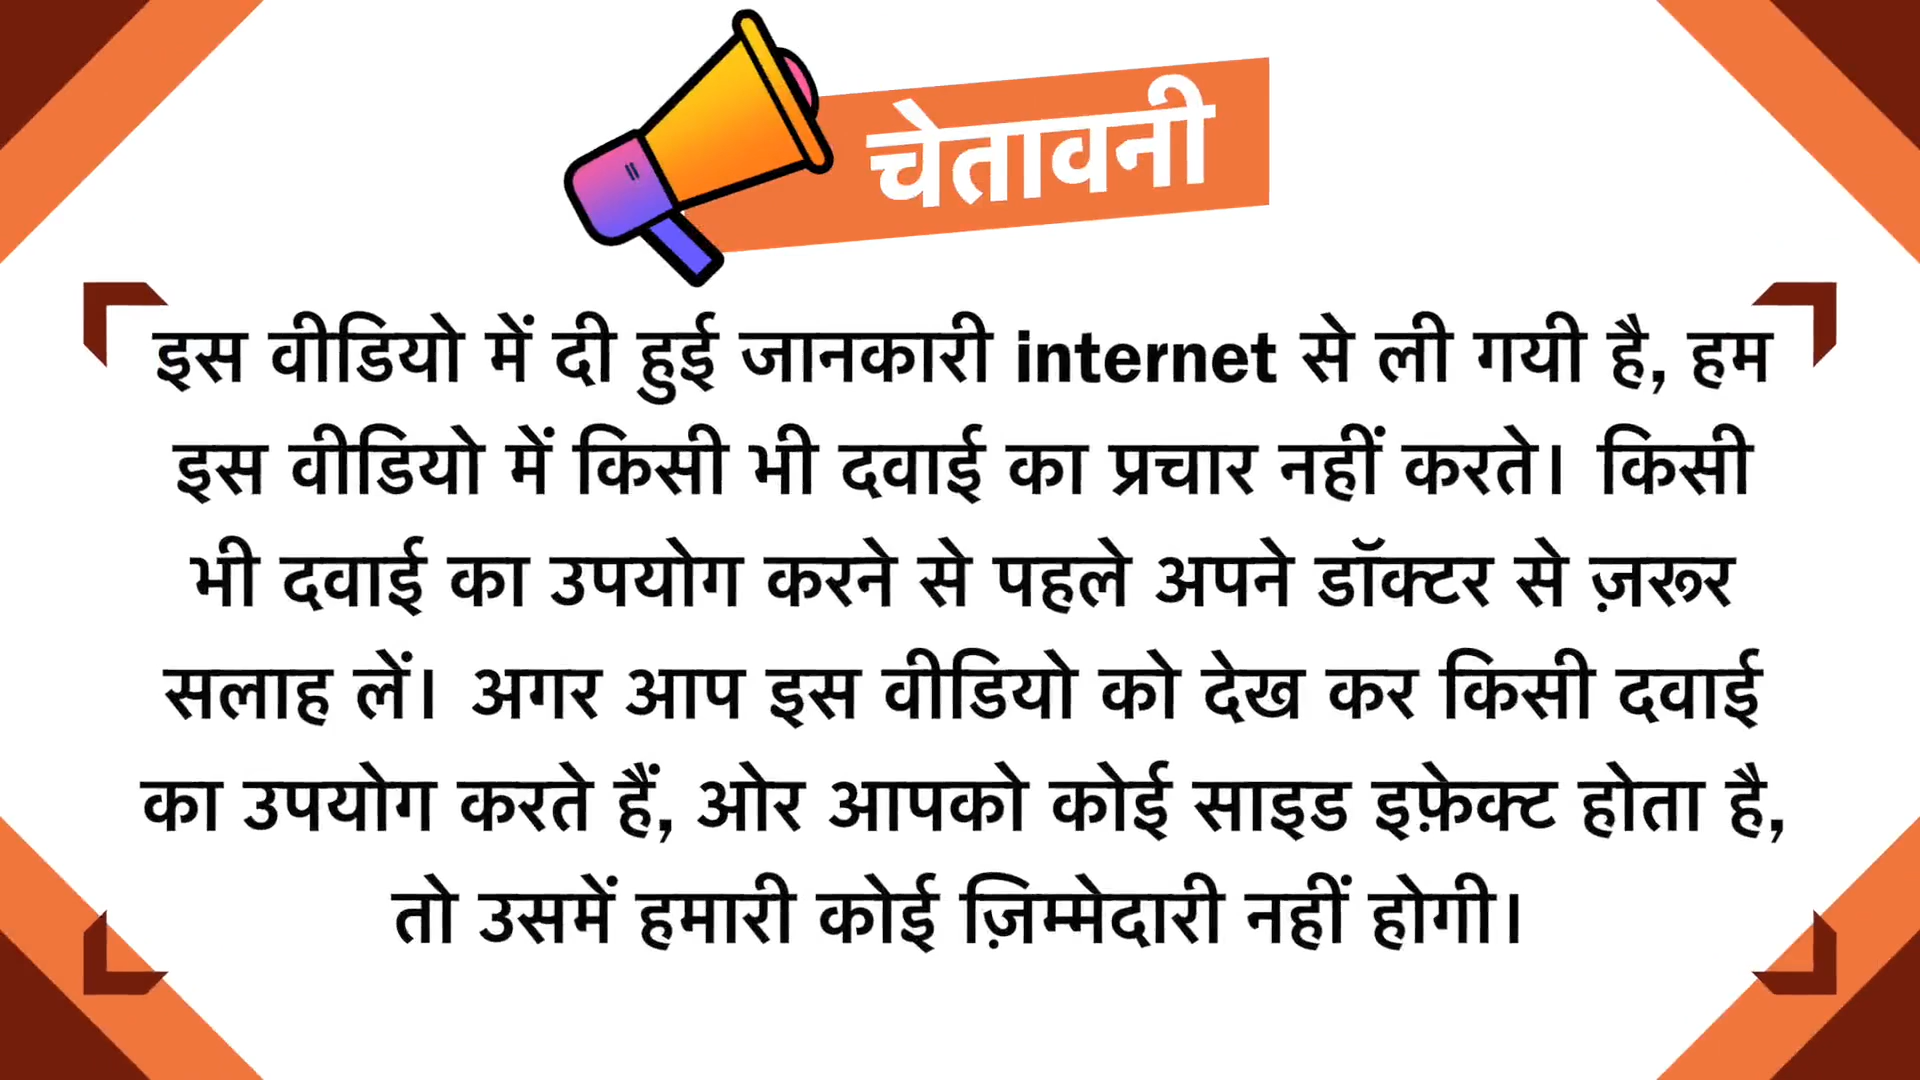 चेतावनी
इस वीडियो में दी हुई जानकारी internet से ली गयी है, हम
इस वीडियो में किसी भी दवाई का प्रचार नहीं करते। किसी
भी दवाई का उपयोग करने से पहले अपने डॉक्टर से ज़रूर
सलाह लें। अगर आप इस वीडियो को देख कर किसी दवाई
का उपयोग करते हैं, ओर आपको कोई साइड इफ़ेक्ट होता है,
तो उसमें हमारी कोई ज़िम्मेदारी नहीं होगी।